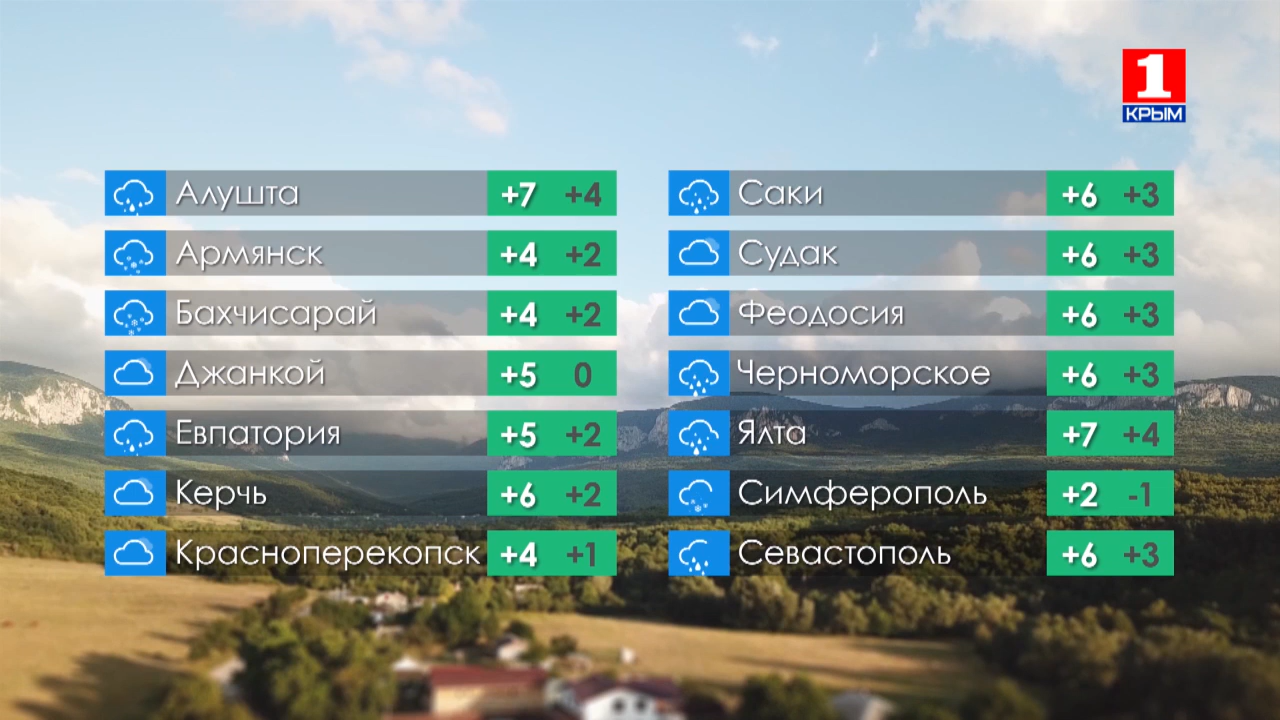 1
КРЫМ
Алушта +7 +4
Армянск +4 +2
Бахчисарай +4 +2
Джанкой +5 0
Евпатория +5 +2
Керчь +6 +2
Красноперекопск +4 +1
Саки +6 +3
Судак +6 +3
Феодосия +6 +3
Черноморское +6 +3
Ялта +7 +4
Симферополь +2 -1
Севастополь +6 +3